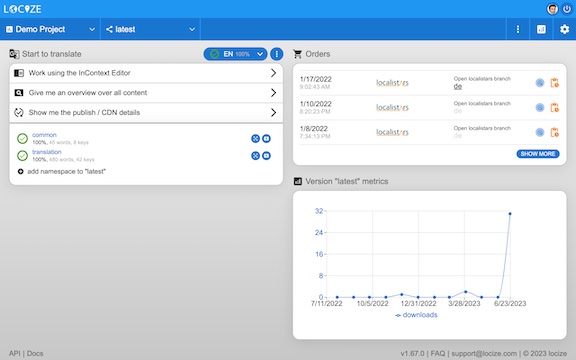 LOCIZE
Demo Project
latest
Start to translate
EN 100%
Work using the InContext Editor
Give me an overview over all content
Show me the publish / CDN details
common
100%, 45 words, 8 keys
translation
100%, 480 words, 42 keys
add namespace to "latest"
Orders
1/17/2022
9:02:43 AM
localistars
Open localistars branch
de
1/10/2022
8:20:23 PM
localistars
Open localistars branch
de
1/8/2022
7:34:13 PM
localistars
Open localistars branch
de
SHOW MORE
Version "latest" metrics
32
24
16
8
0
7/11/2022
10/5/2022
12/31/2022
3/28/2023
6/23/2023
downloads
API | Docs
v1.67.0 | FAQ | support@locize.com | © 2023 locize